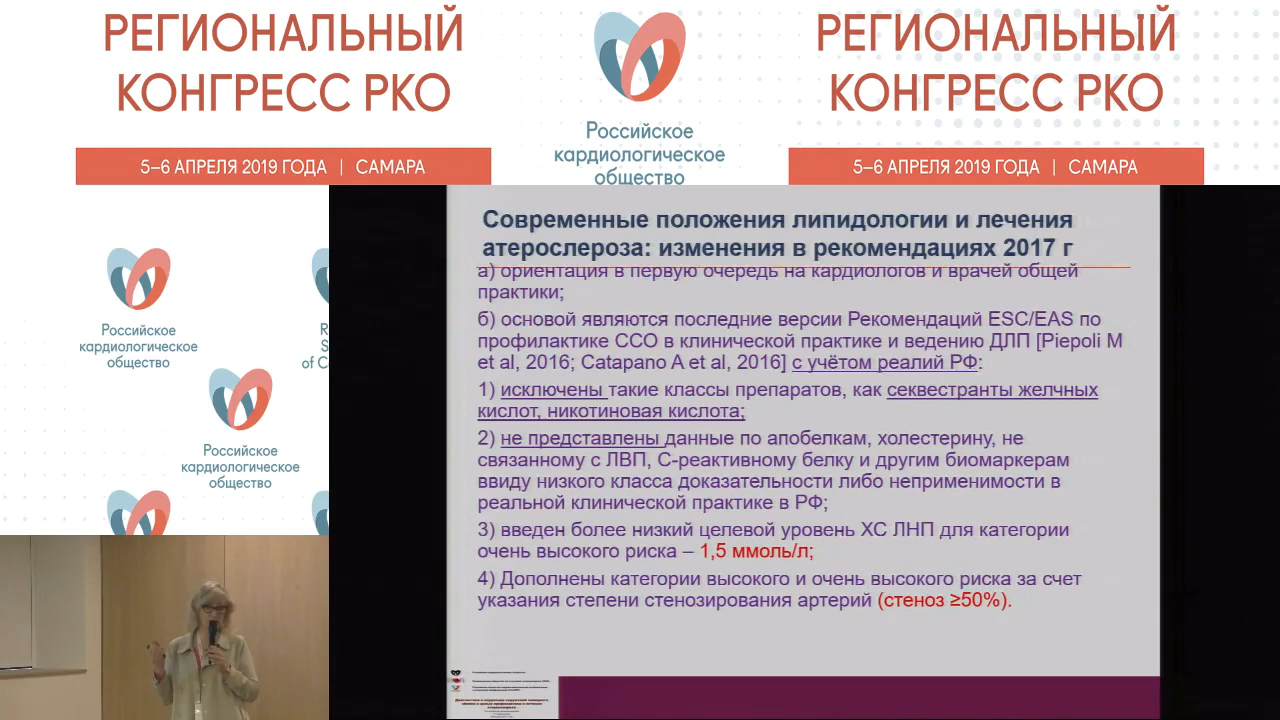 РЕГИОНАЛЬНЫЙ
КОНГРЕСС РКО
5–6 АПРЕЛЯ 2019 ГОДА | САМАРА
Российское
кардиологическое
общество
РЕГИОНАЛЬНЫЙ
КОНГРЕСС РКО
5–6 АПРЕЛЯ 2019 ГОДА | САМАРА
Российское
кардиологическое
общество
R
S
of C
Российское
кардиологическое
общество
Современные положения липидологии и лечения
атерослероза: изменения в рекомендациях 2017 г
а) ориентация в первую очередь на кардиологов и врачей общей
практики;
б) основой являются последние версии Рекомендаций ESC/EAS по
профилактике ССО в клинической практике и ведению ДЛП [Piepoli M
et al, 2016; Catapano A et al, 2016] с учётом реалий РФ:
1) исключены такие классы препаратов, как секвестранты желчных
кислот, никотиновая кислота;
2) не представлены данные по апобелкам, холестерину, не
связанному с ЛВП, С-реактивному белку и другим биомаркерам
ввиду низкого класса доказательности либо неприменимости в
реальной клинической практике в РФ;
3) введен более низкий целевой уровень ХС ЛНП для категории
очень высокого риска – 1,5 ммоль/л;
4) Дополнены категории высокого и очень высокого риска за счет
указания степени стенозирования артерий (стеноз ≥50%).